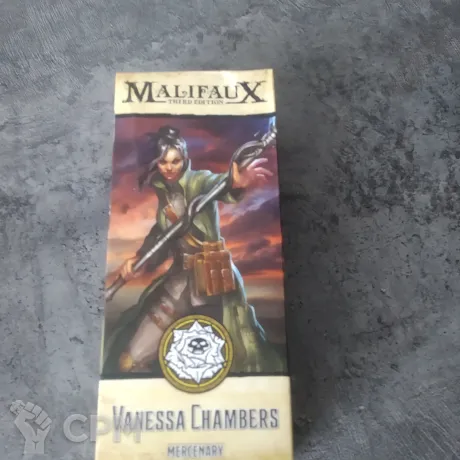 MALIFAUX
THIRD EDITION
VANESSA CHAMBERS
MERCENARY
CPM